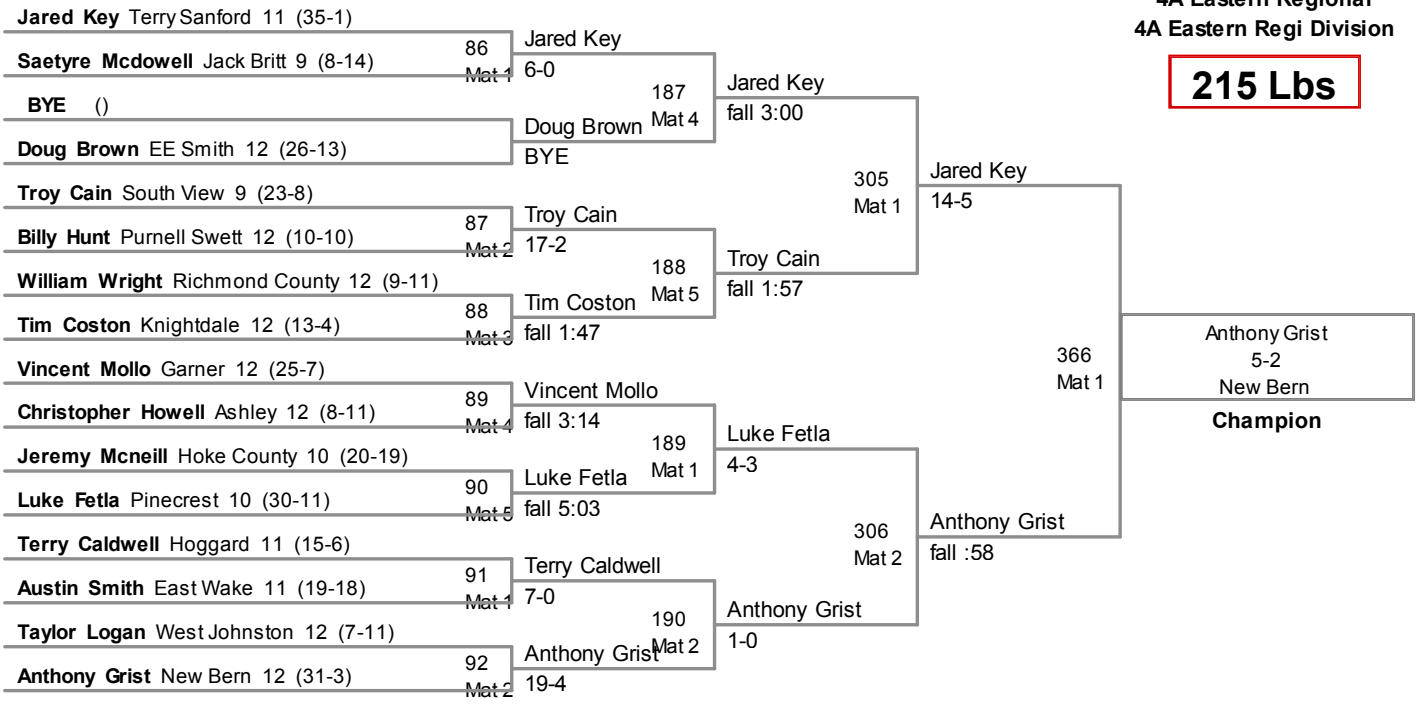 4A Eastern Regional
4A Eastern Regi Division
215 Lbs
Jared Key Terry Sanford 11 (35-1)
Saetyre Mcdowell Jack Britt 9 (8-14)
BYE ()
Doug Brown EE Smith 12 (26-13)
Troy Cain South View 9 (23-8)
Billy Hunt Purnell Swett 12 (10-10)
William Wright Richmond County 12 (9-11)
Tim Coston Knightdale 12 (13-4)
Vincent Mollo Garner 12 (25-7)
Christopher Howell Ashley 12 (8-11)
Jeremy Mcneill Hoke County 10 (20-19)
Luke Fetla Pinecrest 10 (30-11)
Terry Caldwell Hoggard 11 (15-6)
Austin Smith East Wake 11 (19-18)
Taylor Logan West Johnston 12 (7-11)
Anthony Grist New Bern 12 (31-3)
86
Mat 1
87
Mat 2
88
Mat 3
89
Mat 4
90
Mat 5
91
Mat 1
92
Mat 2
Jared Key
6-0
Doug Brown
BYE
Troy Cain
17-2
Tim Coston
fall 1:47
Vincent Mollo
fall 3:14
Luke Fetla
fall 5:03
Terry Caldwell
7-0
Anthony Grist
19-4
187
Mat 4
188
Mat 5
189
Mat 1
190
Mat 2
Jared Key
fall 3:00
Troy Cain
fall 1:57
Luke Fetla
4-3
Anthony Grist
1-0
305
Mat 1
306
Mat 2
Jared Key
14-5
Anthony Grist
fall :58
366
Mat 1
Anthony Grist
5-2
New Bern
Champion